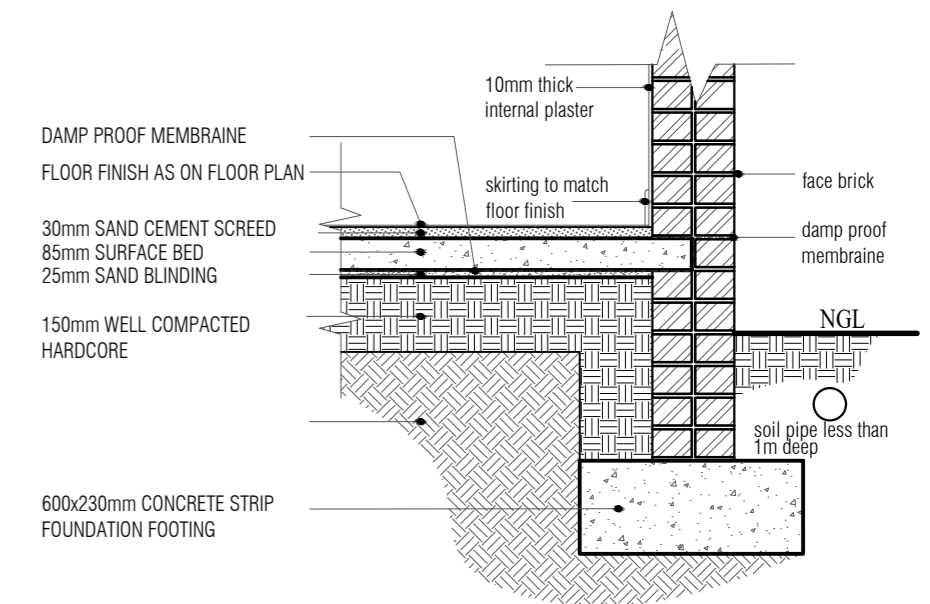 10mm thick
internal plaster
DAMP PROOF MEMBRAINE
FLOOR FINISH AS ON FLOOR PLAN
skirting to match
floor finish
face brick
30mm SAND CEMENT SCREED
85mm SURFACE BED
25mm SAND BLINDING
damp proof
membraine
150mm WELL COMPACTED
HARDCORE
NGL
soil pipe less than
1m deep
600x230mm CONCRETE STRIP
FOUNDATION FOOTING